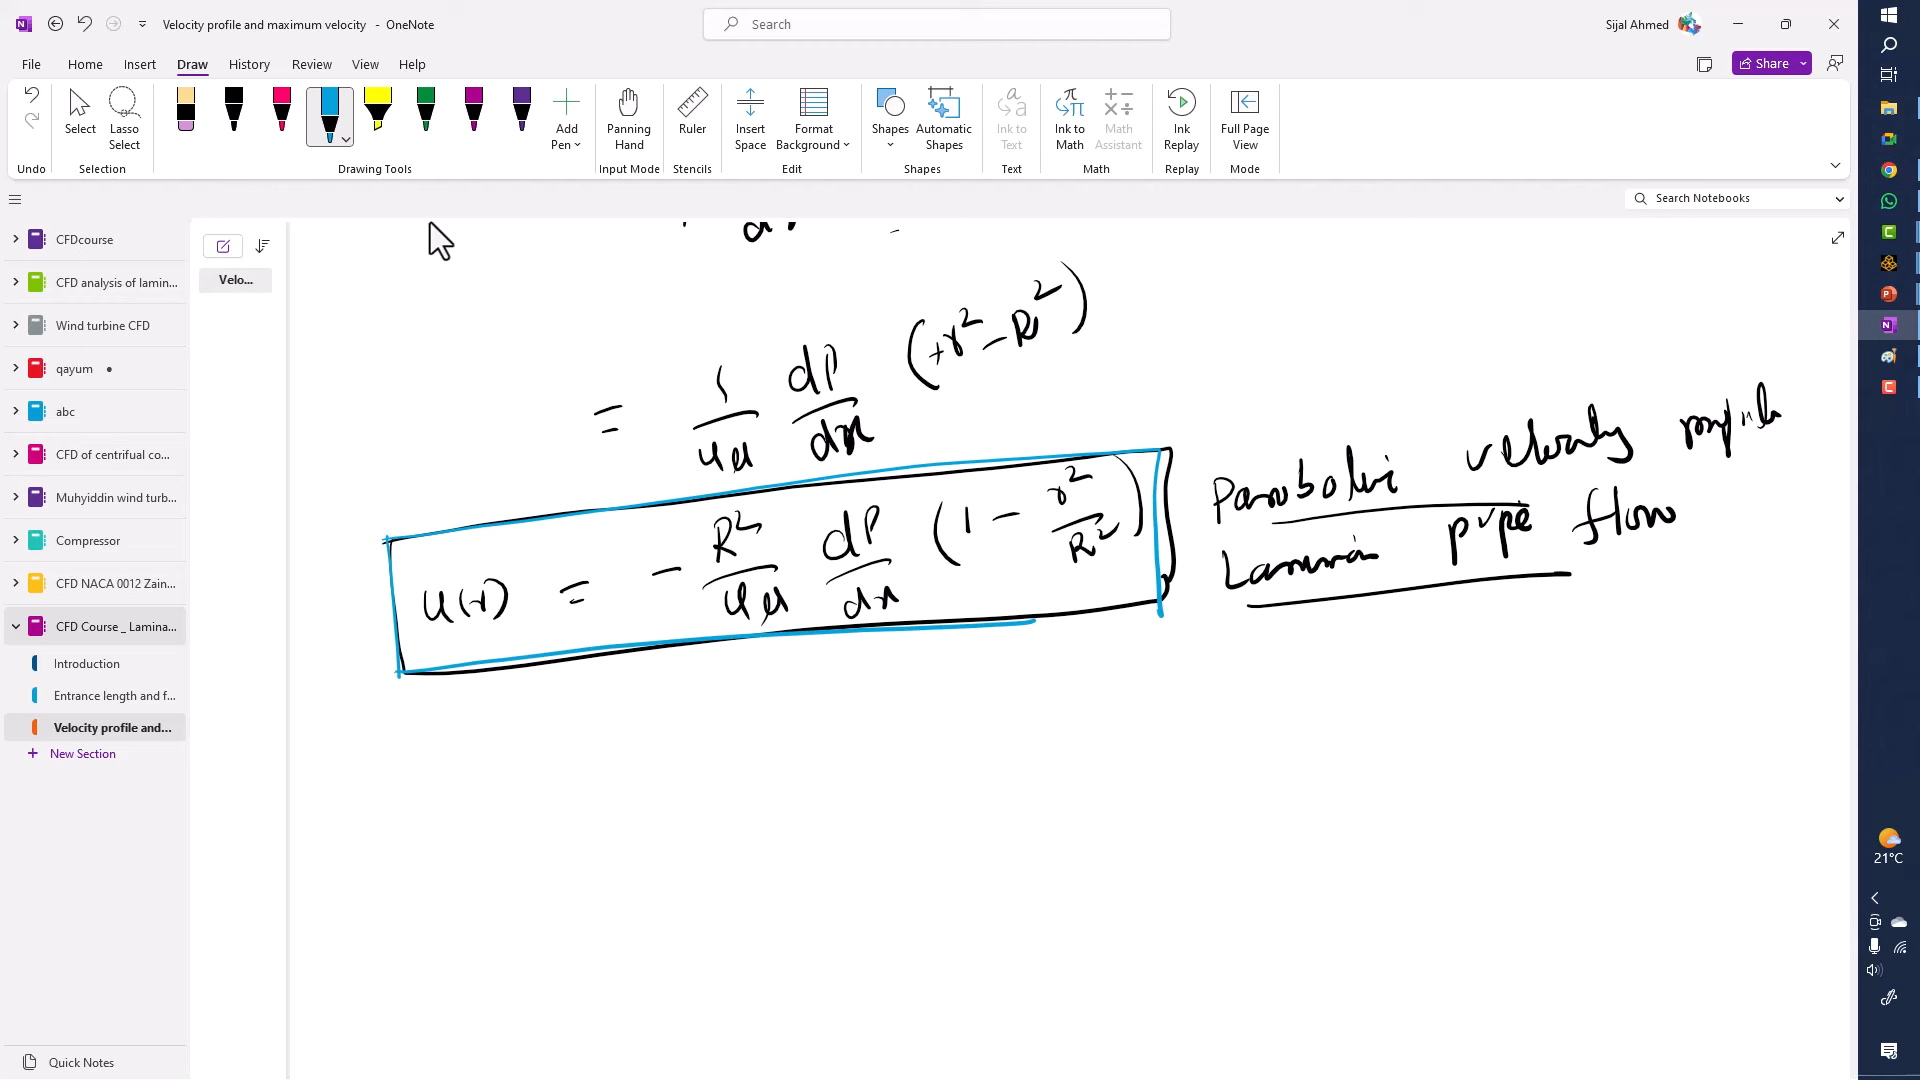 Velocity profile and maximum velocity - OneNote
Search
Sijal Ahmed
File Home Insert Draw History Review View Help
Share
Undo
Select
Lasso Select
Selection
Add Pen
Drawing Tools
Panning Hand
Input Mode
Ruler
Stencils
Insert Space
Format Background
Edit
Shapes
Automatic Shapes
Shapes
Ink to Text
Text
Ink to Math
Math Assistant
Math
Ink Replay
Replay
Full Page View
Mode
Search Notebooks
CFDcourse
CFD analysis of lamin...
Wind turbine CFD
qayum
abc
CFD of centrifual co...
Muhyiddin wind turb...
Compressor
CFD NACA 0012 Zain...
CFD Course _ Lamina...
Introduction
Entrance length and f...
Velocity profile and...
New Section
Quick Notes
Velo...
= 1/4μ dP/dx (+r² - R²)
u(r) = - R²/4μ dP/dx (1 - r²/R²)
Parabolic velocity profile
Laminar pipe flow
21°C